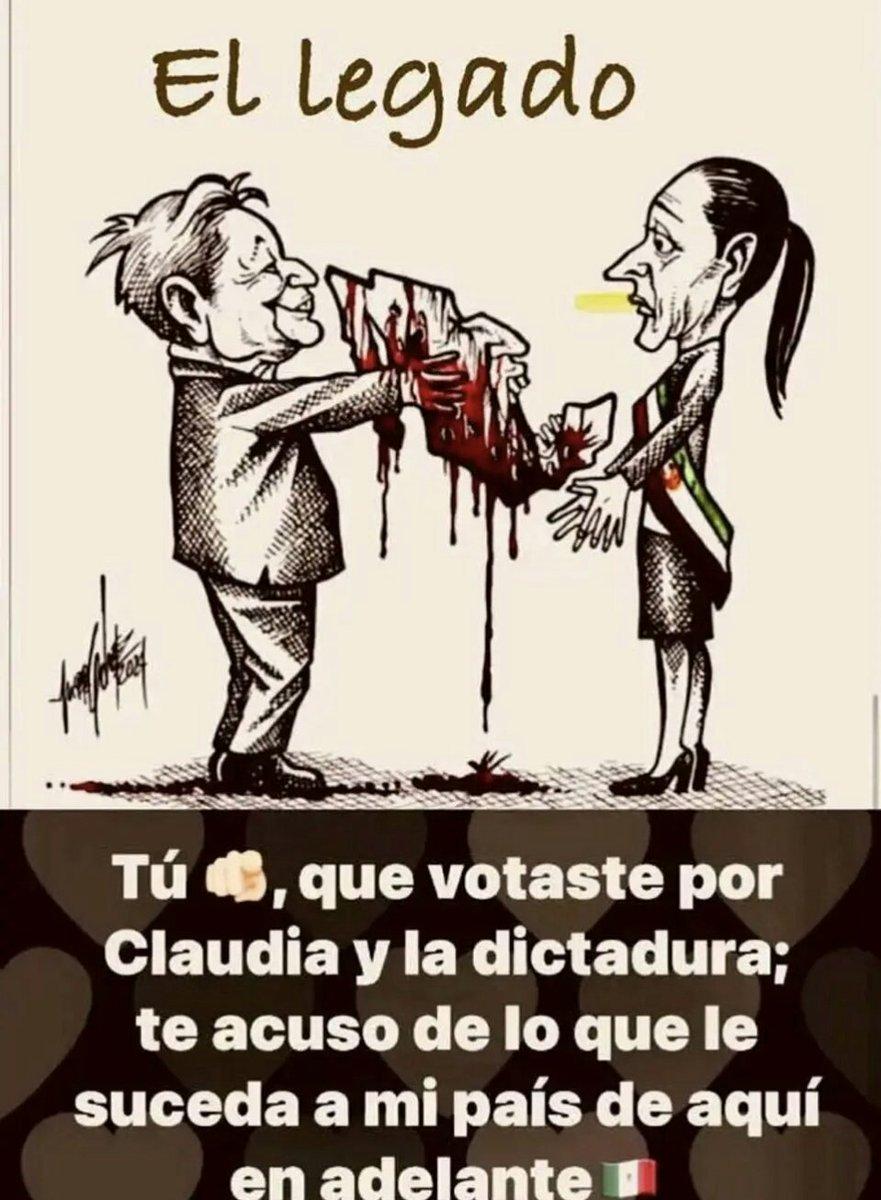 El legado
2024
Tú 🫵🏻, que votaste por
Claudia y la dictadura;
te acuso de lo que le
suceda a mi país de aquí
en adelante🇲🇽